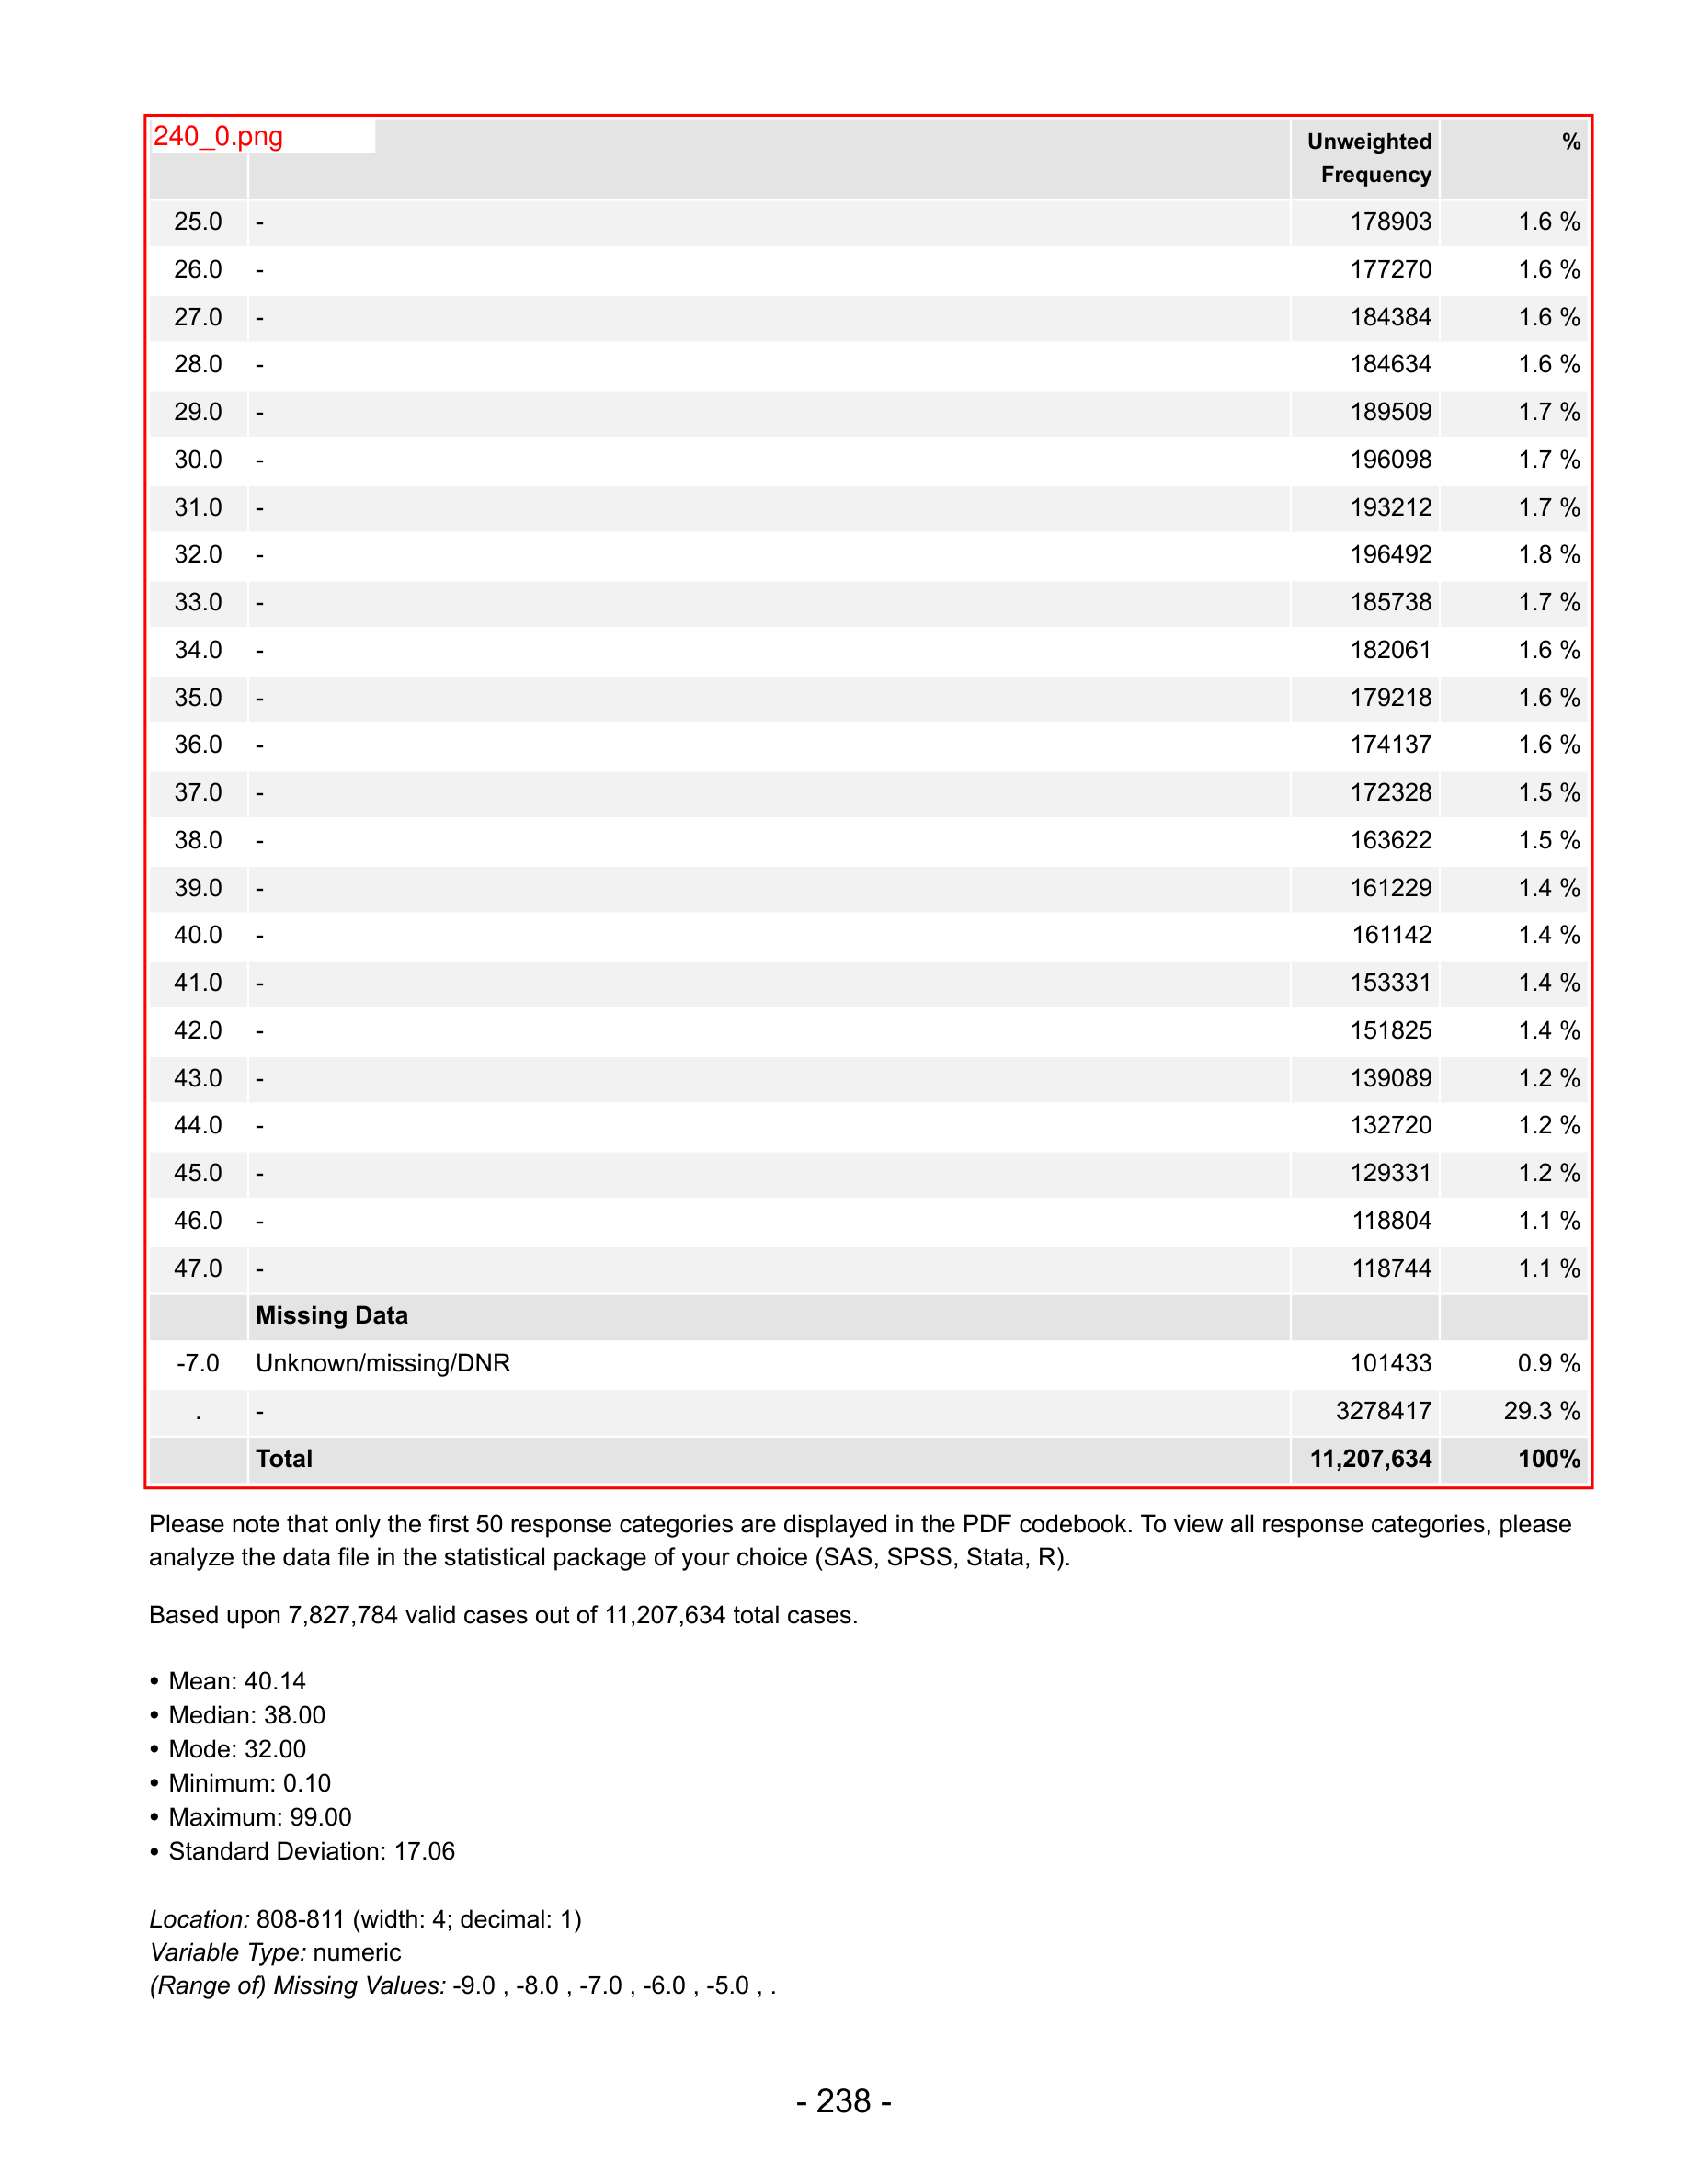 240_0.png
Unweighted Frequency %
25.0 - 178903 1.6 %
26.0 - 177270 1.6 %
27.0 - 184384 1.6 %
28.0 - 184634 1.6 %
29.0 - 189509 1.7 %
30.0 - 196098 1.7 %
31.0 - 193212 1.7 %
32.0 - 196492 1.8 %
33.0 - 185738 1.7 %
34.0 - 182061 1.6 %
35.0 - 179218 1.6 %
36.0 - 174137 1.6 %
37.0 - 172328 1.5 %
38.0 - 163622 1.5 %
39.0 - 161229 1.4 %
40.0 - 161142 1.4 %
41.0 - 153331 1.4 %
42.0 - 151825 1.4 %
43.0 - 139089 1.2 %
44.0 - 132720 1.2 %
45.0 - 129331 1.2 %
46.0 - 118804 1.1 %
47.0 - 118744 1.1 %
Missing Data
-7.0 Unknown/missing/DNR 101433 0.9 %
. - 3278417 29.3 %
Total 11,207,634 100%
Please note that only the first 50 response categories are displayed in the PDF codebook. To view all response categories, please
analyze the data file in the statistical package of your choice (SAS, SPSS, Stata, R).
Based upon 7,827,784 valid cases out of 11,207,634 total cases.
• Mean: 40.14
• Median: 38.00
• Mode: 32.00
• Minimum: 0.10
• Maximum: 99.00
• Standard Deviation: 17.06
Location: 808-811 (width: 4; decimal: 1)
Variable Type: numeric
(Range of) Missing Values: -9.0 , -8.0 , -7.0 , -6.0 , -5.0 , .
- 238 -